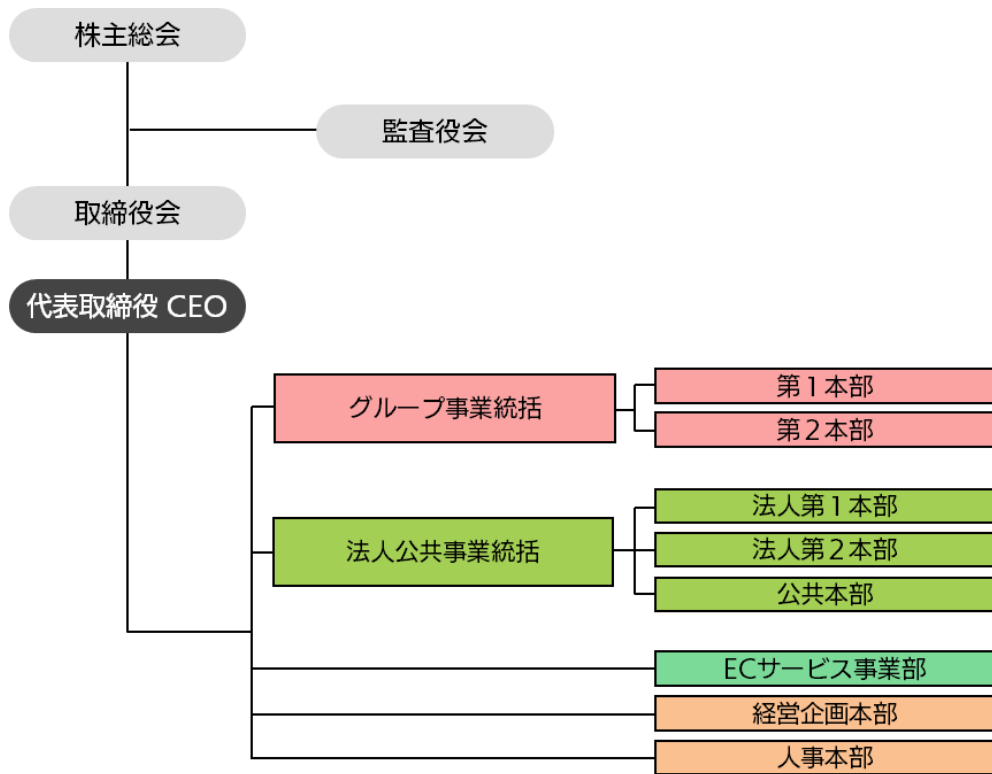 株主総会
監査役会
取締役会
代表取締役 CEO
グループ事業統括
第１本部
第２本部
法人公共事業統括
法人第１本部
法人第２本部
公共本部
ECサービス事業部
経営企画本部
人事本部